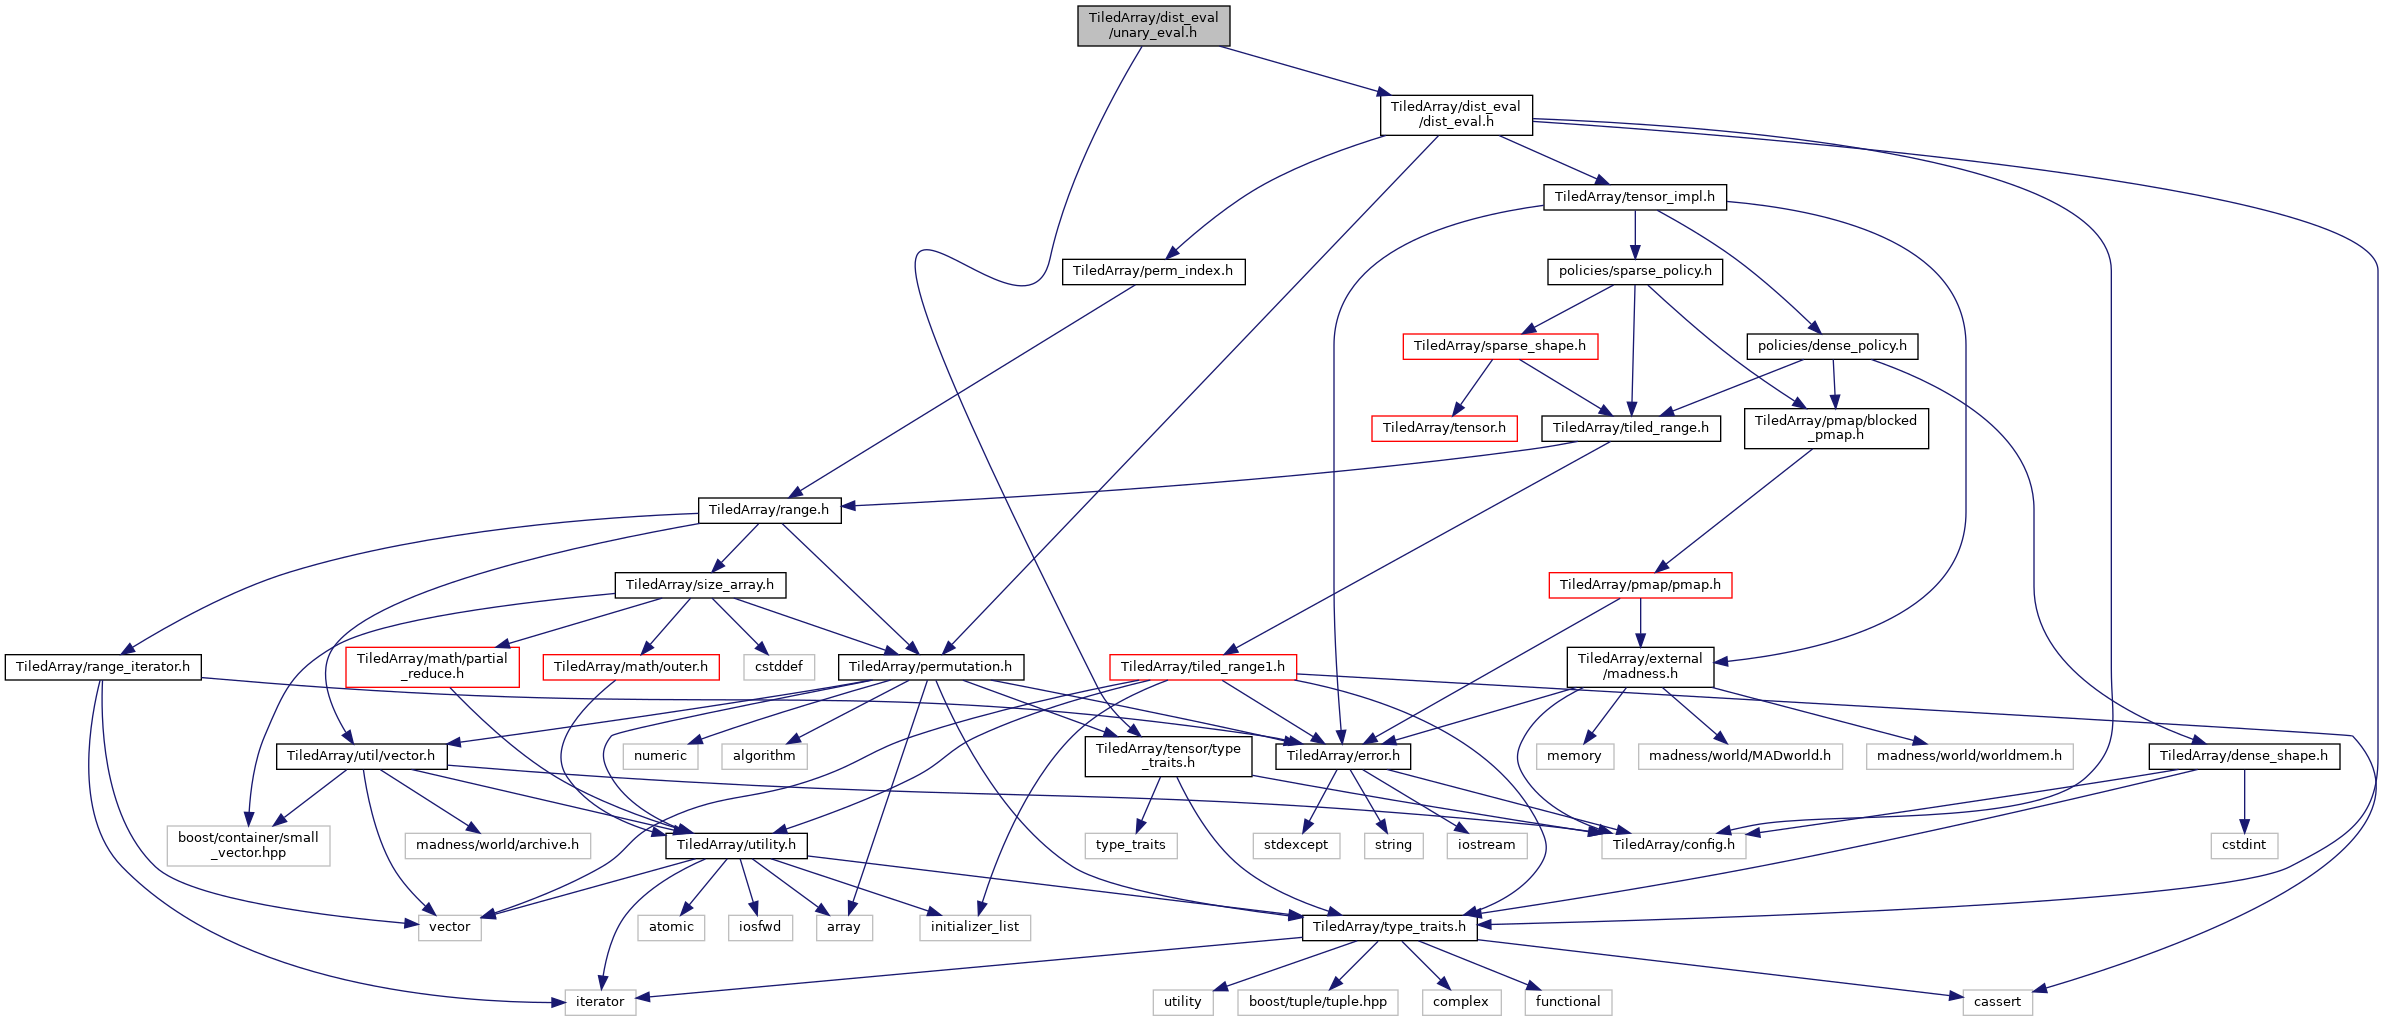 TiledArray/dist_eval
/unary_eval.h
TiledArray/dist_eval
/dist_eval.h
TiledArray/tensor_impl.h
TiledArray/perm_index.h
policies/sparse_policy.h
TiledArray/sparse_shape.h
policies/dense_policy.h
TiledArray/tensor.h
TiledArray/tiled_range.h
TiledArray/pmap/blocked
_pmap.h
TiledArray/range.h
TiledArray/size_array.h
TiledArray/pmap/pmap.h
TiledArray/range_iterator.h
TiledArray/math/partial
_reduce.h
TiledArray/math/outer.h
cstddef
TiledArray/permutation.h
TiledArray/tiled_range1.h
TiledArray/external
/madness.h
TiledArray/util/vector.h
numeric
algorithm
TiledArray/tensor/type
_traits.h
TiledArray/error.h
memory
madness/world/MADworld.h
madness/world/worldmem.h
TiledArray/dense_shape.h
boost/container/small
_vector.hpp
madness/world/archive.h
TiledArray/utility.h
type_traits
stdexcept
string
iostream
TiledArray/config.h
cstdint
vector
atomic
iosfwd
array
initializer_list
TiledArray/type_traits.h
iterator
utility
boost/tuple/tuple.hpp
complex
functional
cassert